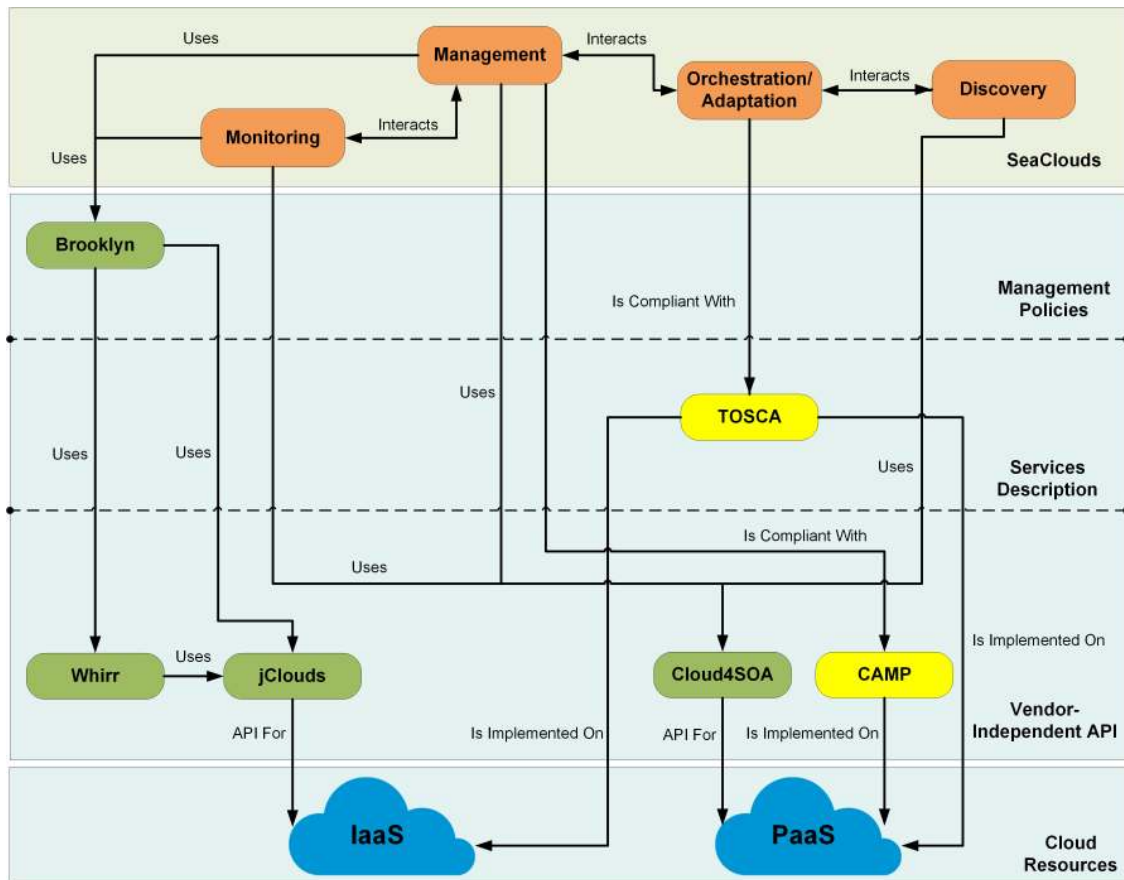 Uses
Management
Interacts
Orchestration/
Adaptation
Interacts
Discovery
Monitoring
Interacts
Uses
SeaClouds
Brooklyn
Is Compliant With
Management
Policies
Uses
TOSCA
Uses
Uses
Uses
Services
Description
Is Compliant With
Uses
Is Implemented On
Whirr
Uses
jClouds
Cloud4SOA
CAMP
API For
Is Implemented On
API For
Is Implemented On
Vendor-
Independent API
IaaS
PaaS
Cloud
Resources